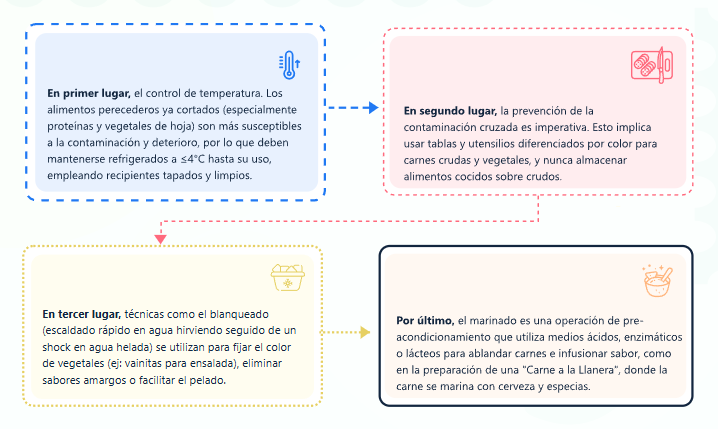 En primer lugar, el control de temperatura. Los
alimentos perecederos ya cortados (especialmente
proteínas y vegetales de hoja) son más susceptibles
a la contaminación y deterioro, por lo que deben
mantenerse refrigerados a ≤4°C hasta su uso,
empleando recipientes tapados y limpios.
En segundo lugar, la prevención de la
contaminación cruzada es imperativa. Esto implica
usar tablas y utensilios diferenciados por color para
carnes crudas y vegetales, y nunca almacenar
alimentos cocidos sobre crudos.
En tercer lugar, técnicas como el blanqueado
(escaldado rápido en agua hirviendo seguido de un
shock en agua helada) se utilizan para fijar el color
de vegetales (ej: vainitas para ensalada), eliminar
sabores amargos o facilitar el pelado.
Por último, el marinado es una operación de pre-
acondicionamiento que utiliza medios ácidos, enzimáticos
o lácteos para ablandar carnes e infusionar sabor, como
en la preparación de una "Carne a la Llanera", donde la
carne se marina con cerveza y especias.